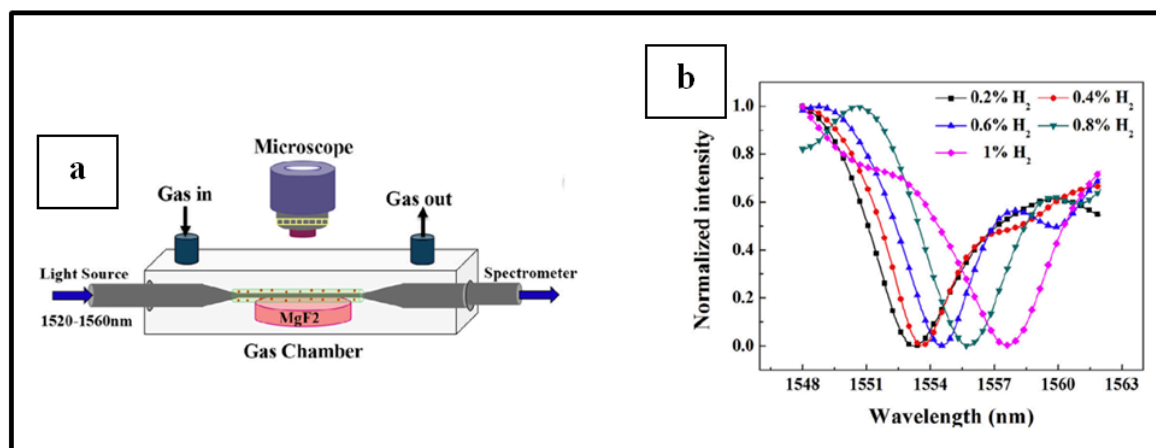 a
Microscope
Gas in
Gas out
Light Source
Spectrometer
MgF2
1520-1560nm
Gas Chamber
b
0.2% H₂ 0.4% H₂
0.6% H₂ 0.8% H₂
1% H₂
Normalized intensity
1.0
0.8
0.6
0.4
0.2
0.0
1548 1551 1554 1557 1560 1563
Wavelength (nm)